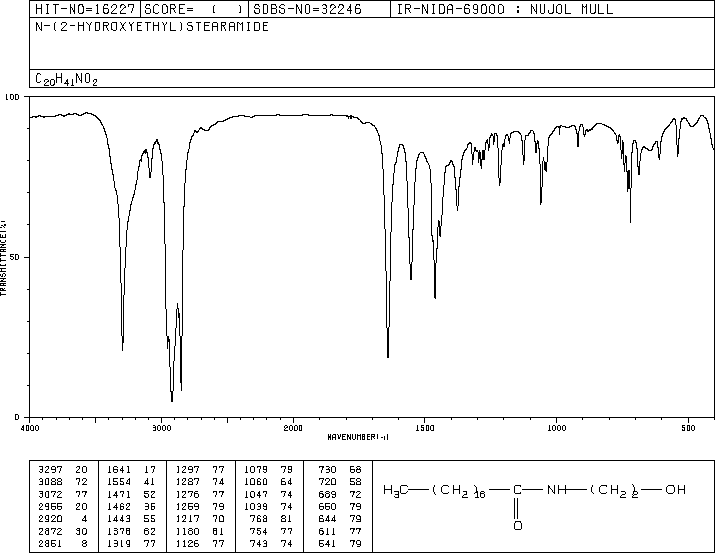 HIT-NO=16227 SCORE= ( ) SDBS-NO=32246 IR-NIDA-69000 : NUJOL MULL
N-(2-HYDROXYETHYL)STEARAMIDE
C20H41NO2
100
50
0
TRANSMITTANCE(%)
4000 3000 2000 1500 1000 500
WAVENUMBER(-1)
3297 20 1641 17 1297 77 1079 79 730 68
3088 72 1554 41 1287 74 1060 64 720 58
3072 77 1471 52 1276 77 1047 74 689 72
2956 20 1462 36 1259 79 1039 74 660 79
2920 4 1443 55 1217 70 768 81 644 79
2872 30 1378 62 1180 81 754 77 611 77
2851 8 1319 77 1126 77 743 74 541 79
H3C (CH2)16 C NH (CH2)2 OH
O